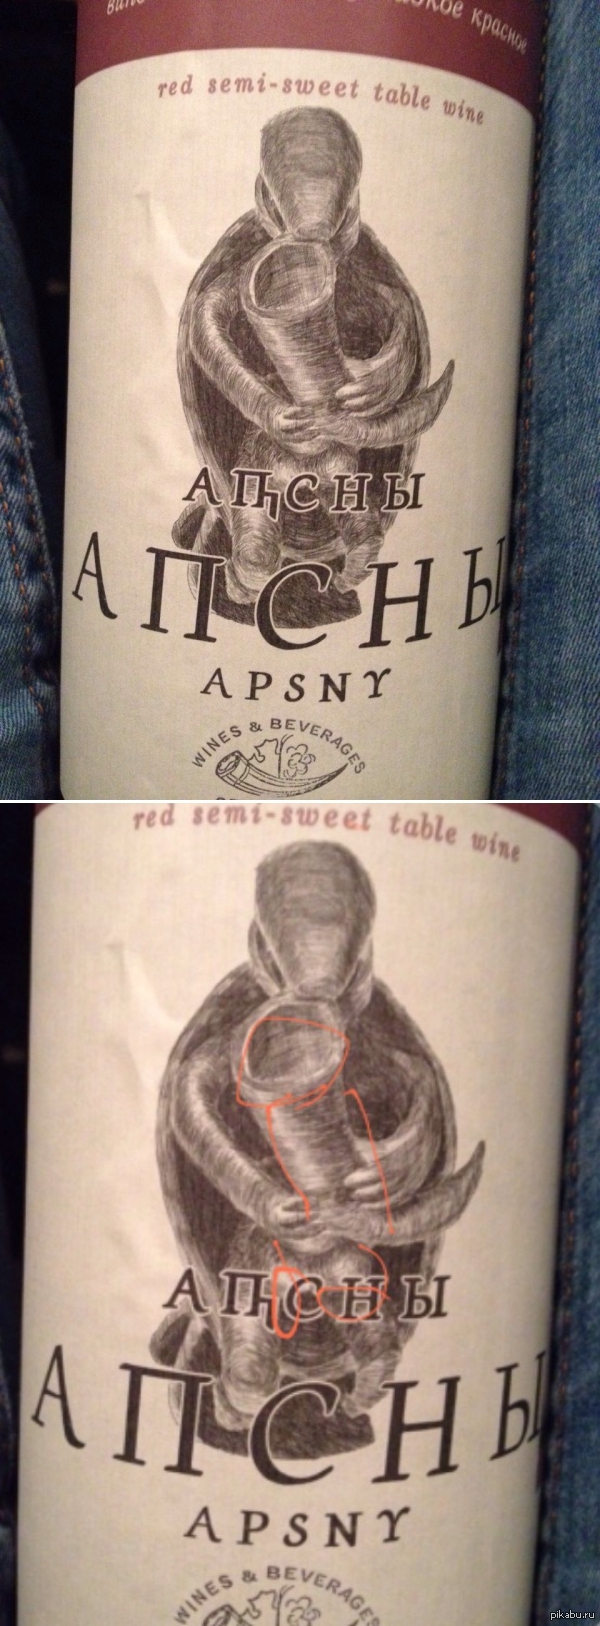 красное
red semi-sweet table wine
АҦСНЫ
АПСНЫ
APSNY
WINES & BEVERAGES
red semi-sweet table wine
АҦСНЫ
АПСНЫ
APSNY
WINES & BEVERAGES
pikabu.ru